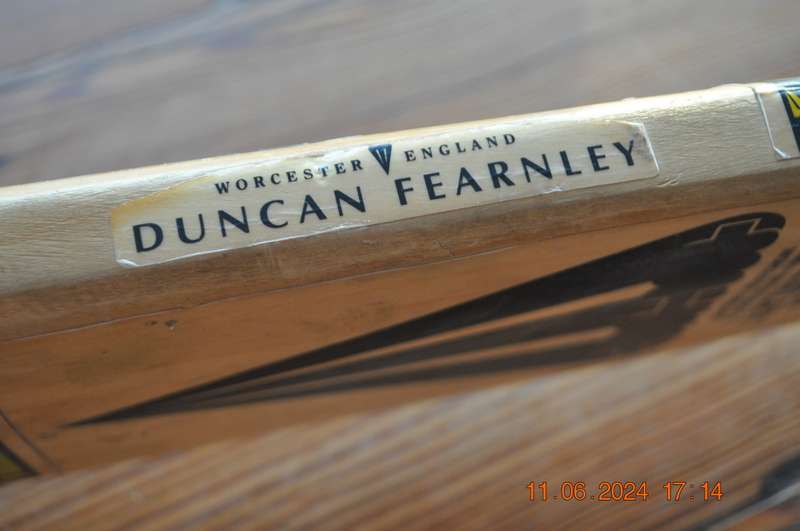 WORCESTER ENGLAND
DUNCAN FEARNLEY
11.06.2024 17:14